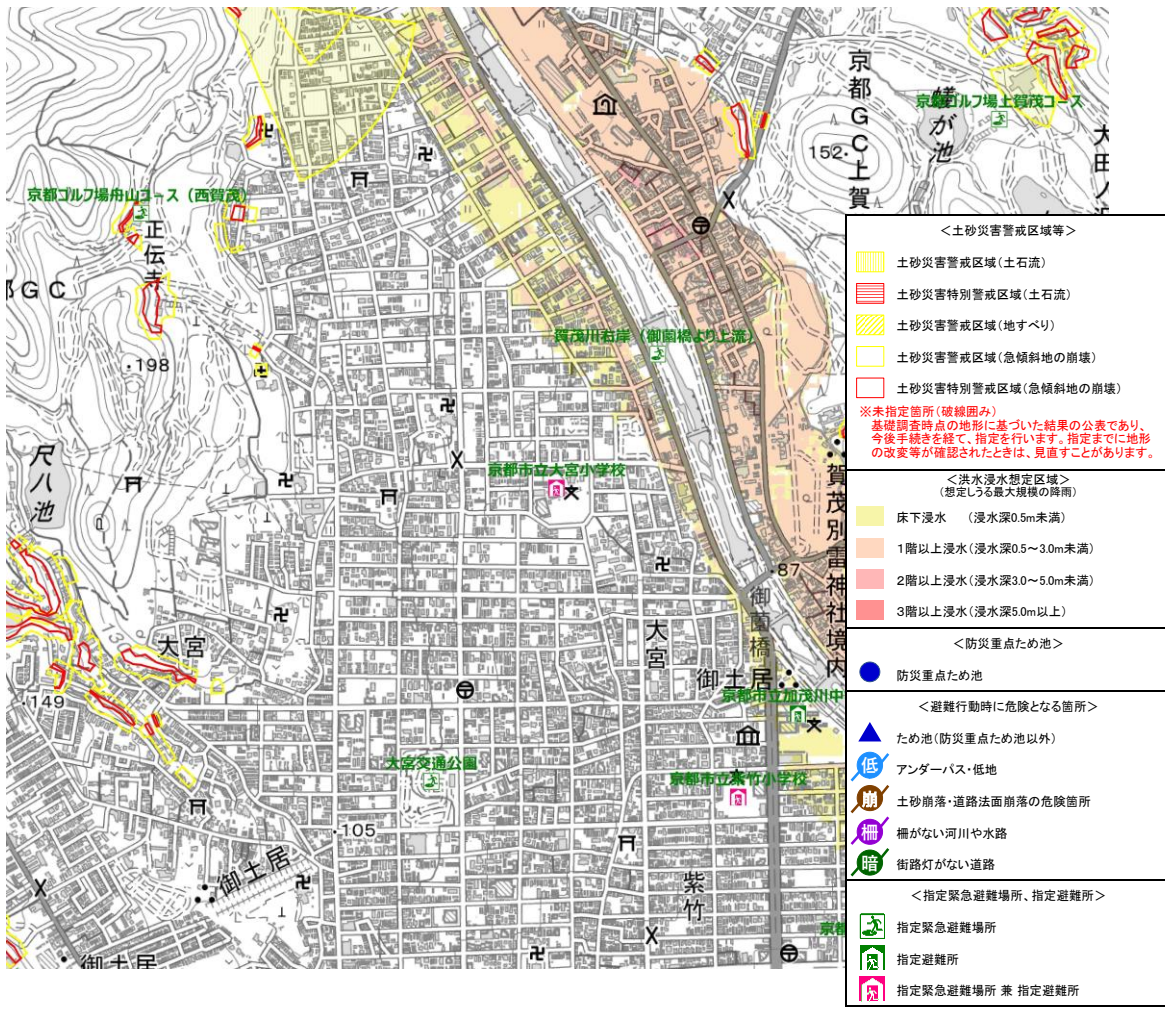 京都GC上賀
蟻が池
京都ゴルフ場上賀茂コース
大田ノ沢
152
京都ゴルフ場舟山コース（西賀茂）
正伝寺
GC
198
賀茂川右岸（御薗橋より上流）
京都市立大宮小学校
尺八池
賀茂別雷神社境内
87
御薗橋
大宮
大宮
御土居
149
京都市立加茂川中
大宮交通公園
京都市立紫竹小学校
105
御土居
紫竹
御土居
＜土砂災害警戒区域等＞
土砂災害警戒区域（土石流）
土砂災害特別警戒区域（土石流）
土砂災害警戒区域（地すべり）
土砂災害警戒区域（急傾斜地の崩壊）
土砂災害特別警戒区域（急傾斜地の崩壊）
※未指定箇所（破線囲み）
基礎調査時点の地形に基づいた結果の公表であり、
今後手続きを経て、指定を行います。指定までに地形
の改変等が確認されたときは、見直すことがあります。
＜洪水浸水想定区域＞
（想定しうる最大規模の降雨）
床下浸水　（浸水深0.5m未満）
1階以上浸水（浸水深0.5～3.0m未満）
2階以上浸水（浸水深3.0～5.0m未満）
3階以上浸水（浸水深5.0m以上）
＜防災重点ため池＞
防災重点ため池
＜避難行動時に危険となる箇所＞
ため池（防災重点ため池以外）
低 アンダーパス・低地
崩 土砂崩落・道路法面崩落の危険箇所
柵 柵がない河川や水路
暗 街路灯がない道路
＜指定緊急避難場所、指定避難所＞
指定緊急避難場所
指定避難所
指定緊急避難場所 兼 指定避難所